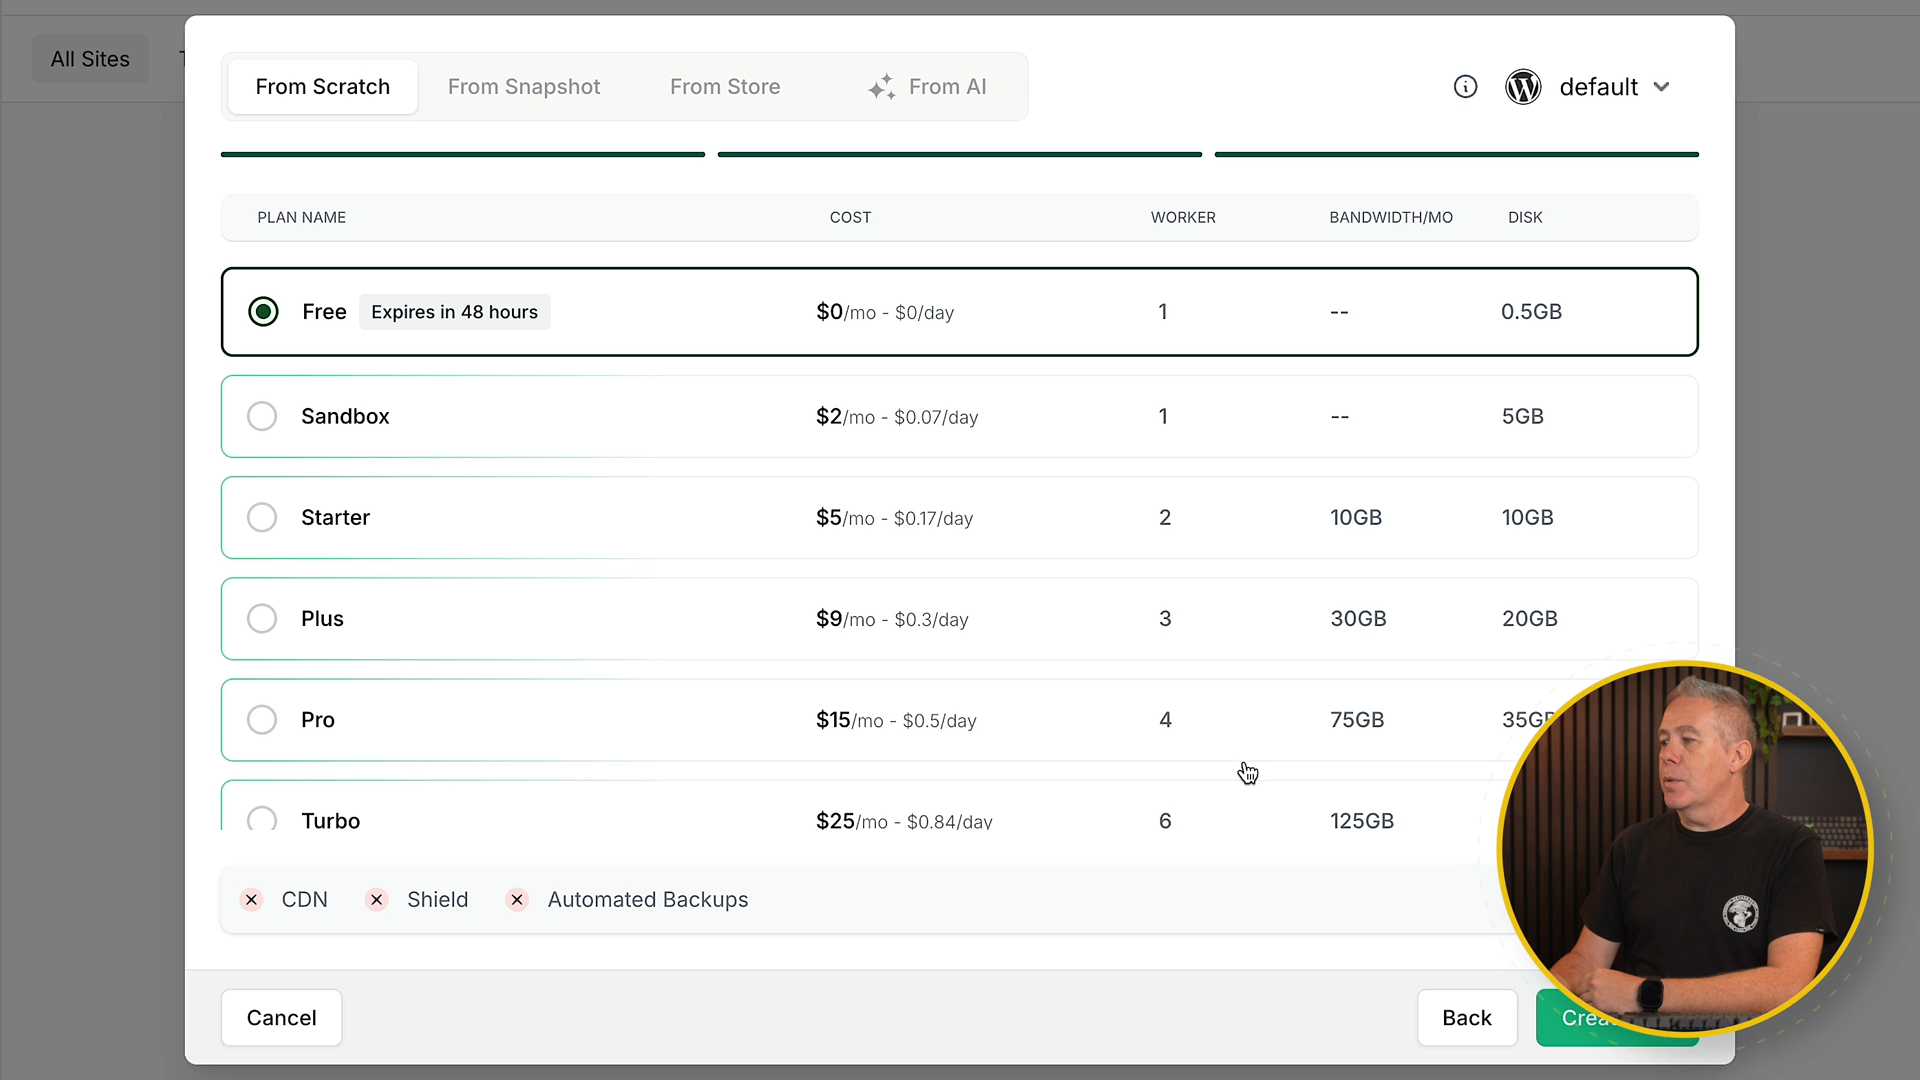 All Sites
From Scratch
From Snapshot
From Store
From AI
default
PLAN NAME COST WORKER BANDWIDTH/MO DISK
Free Expires in 48 hours $0/mo - $0/day 1 -- 0.5GB
Sandbox $2/mo - $0.07/day 1 -- 5GB
Starter $5/mo - $0.17/day 2 10GB 10GB
Plus $9/mo - $0.3/day 3 30GB 20GB
Pro $15/mo - $0.5/day 4 75GB
Turbo $25/mo - $0.84/day 6 125GB
CDN Shield Automated Backups
Cancel
Back